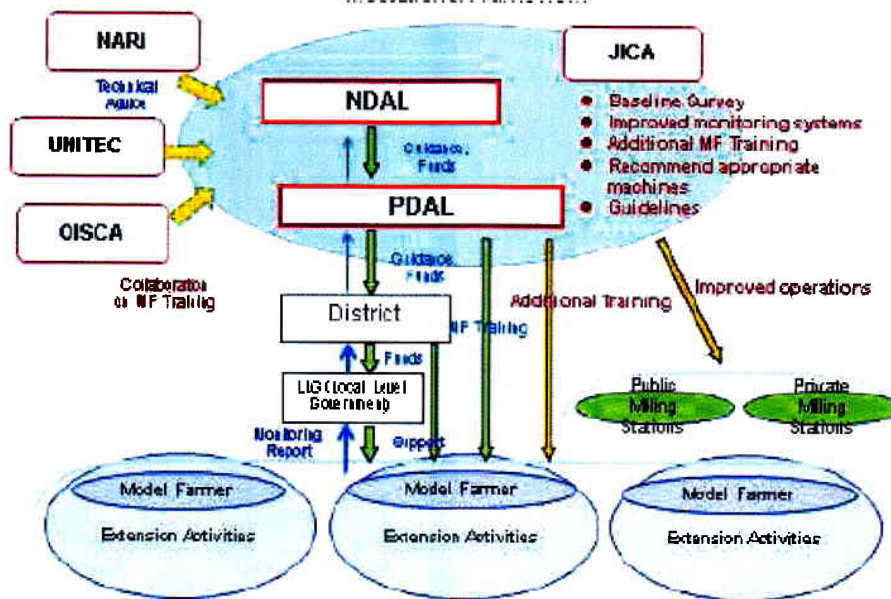 NARI
JICA
Technical
Advice
NDAL
Baseline Survey
Improved monitoring systems
Additional MF Training
Recommend appropriate
machines
Guidelines
UNITEC
Guidance,
Funds
PDAL
OISCA
Collaboration
on MF Training
Guidance,
Funds
Additional Training
Improved operations
District
MF Training
Funds
LLG (Local Level
Government)
Public
Milling
Stations
Private
Milling
Stations
Monitoring
Report
Support
Model Farmer
Extension Activities
Model Farmer
Extension Activities
Model Farmer
Extension Activities